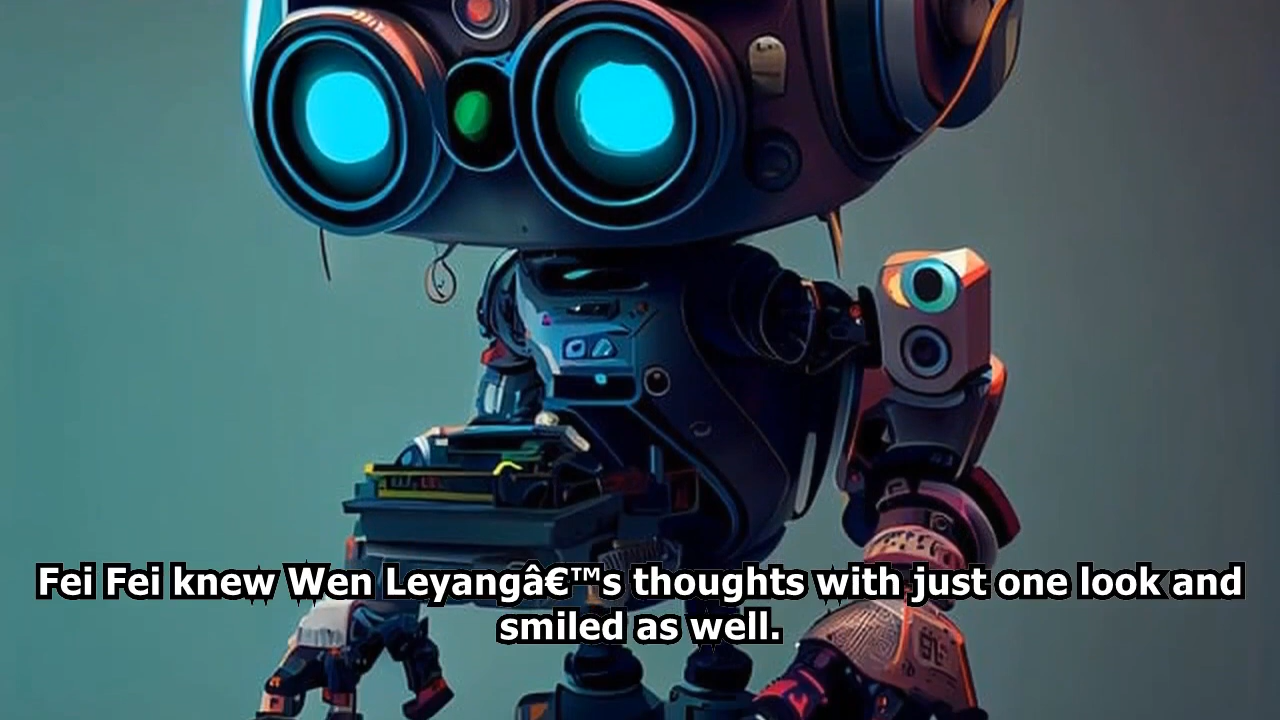 Fei Fei knew Wen Leyangâ€™s thoughts with just one look and
smiled as well.